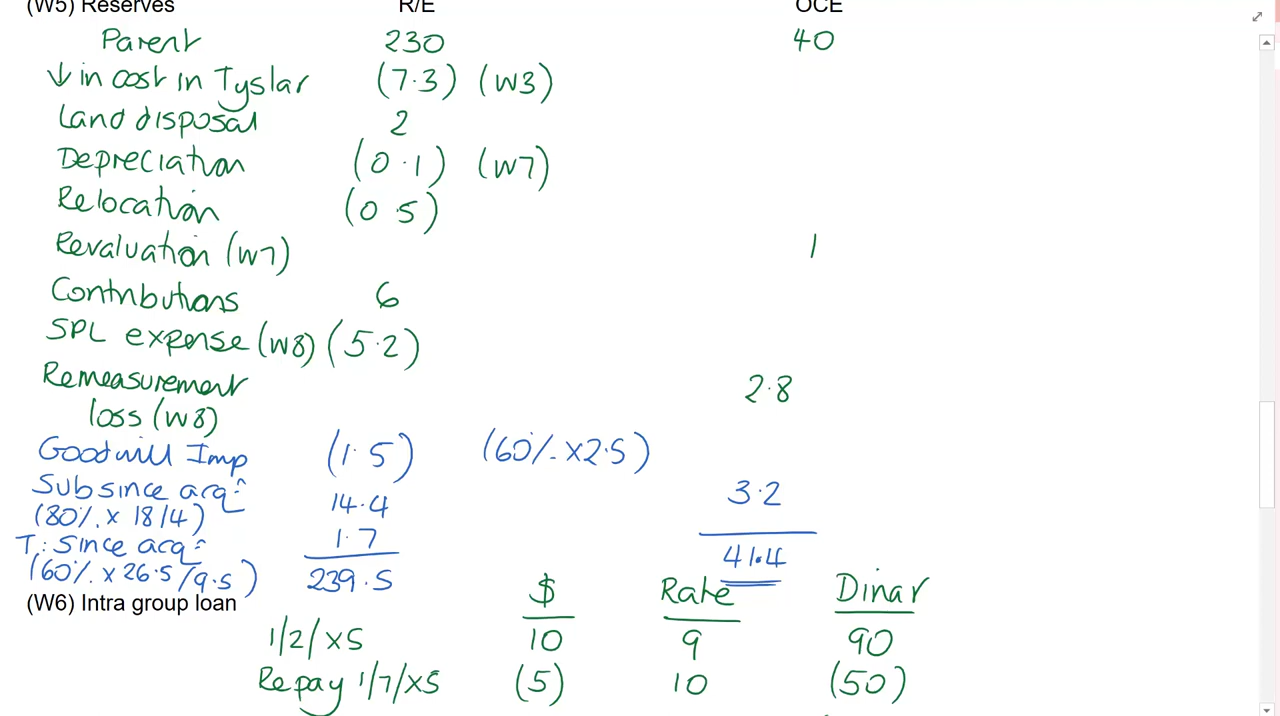 (W5) Reserves R/E OCE
Parent 230 40
↓ in cost in Tyslar (7.3) (W3)
Land disposal 2
Depreciation (0.1) (W7)
Relocation (0.5)
Revaluation (W7) 1
Contributions 6
SPL expense (W8) (5.2)
Remeasurement 2.8
loss (W8)
Goodwill Imp (1.5) (60% x 2.5)
Sub since acqn 3.2
(80% x 18/4) 14.4
T: Since acqn 1.7
(60% x 26.5/9.5) 239.5 41.4
(W6) Intra group loan $ Rate Dinar
1/2/X5 10 9 90
Repay 1/7/X5 (5) 10 (50)